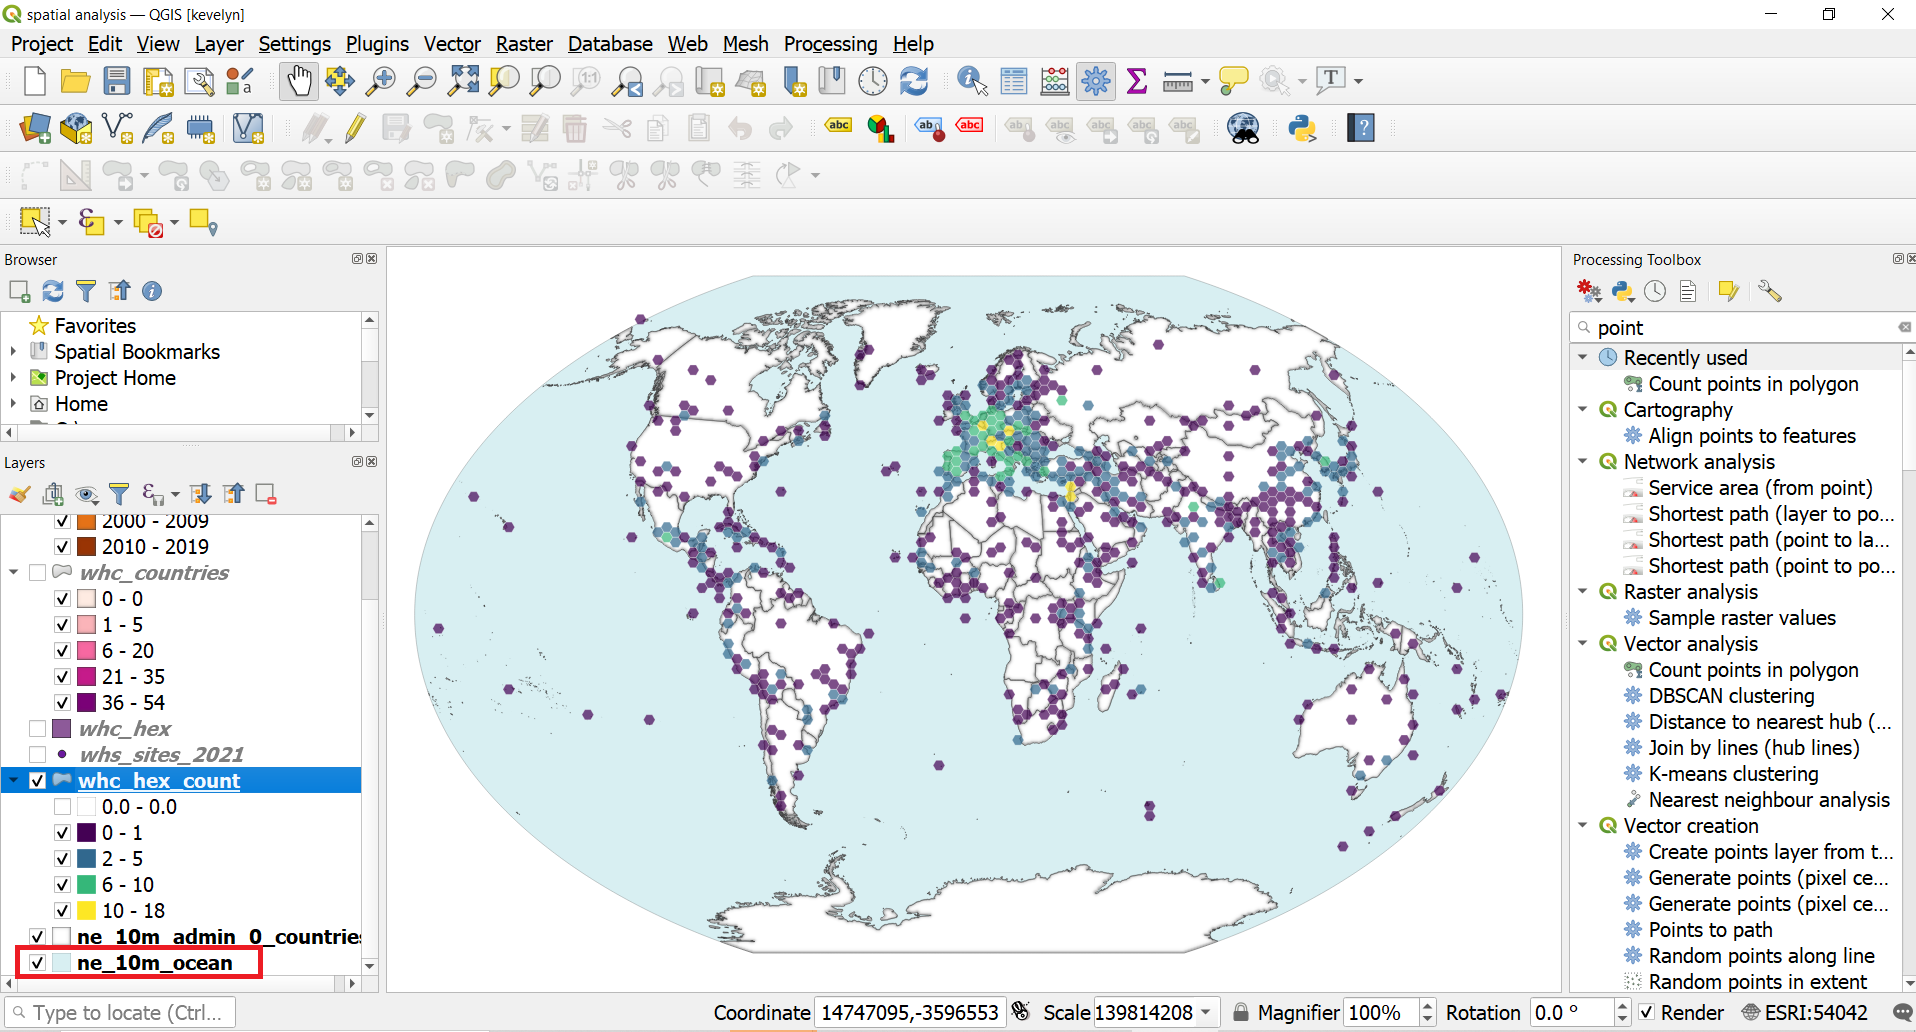 spatial analysis — QGIS [kevelyn]
Project Edit View Layer Settings Plugins Vector Raster Database Web Mesh Processing Help
Browser
Favorites
Spatial Bookmarks
Project Home
Home
Layers
2000 - 2009
2010 - 2019
whc_countries
0 - 0
1 - 5
6 - 20
21 - 35
36 - 54
whc_hex
whs_sites_2021
whc_hex_count
0.0 - 0.0
0 - 1
2 - 5
6 - 10
10 - 18
ne_10m_admin_0_countries
ne_10m_ocean
Processing Toolbox
point
Recently used
Count points in polygon
Cartography
Align points to features
Network analysis
Service area (from point)
Shortest path (layer to po...
Shortest path (point to la...
Shortest path (point to po...
Raster analysis
Sample raster values
Vector analysis
Count points in polygon
DBSCAN clustering
Distance to nearest hub (...
Join by lines (hub lines)
K-means clustering
Nearest neighbour analysis
Vector creation
Create points layer from t...
Generate points (pixel ce...
Generate points (pixel ce...
Points to path
Random points along line
Random points in extent
Type to locate (Ctrl... Coordinate 14747095,-3596553 Scale 139814208 Magnifier 100% Rotation 0.0 ° Render ESRI:54042